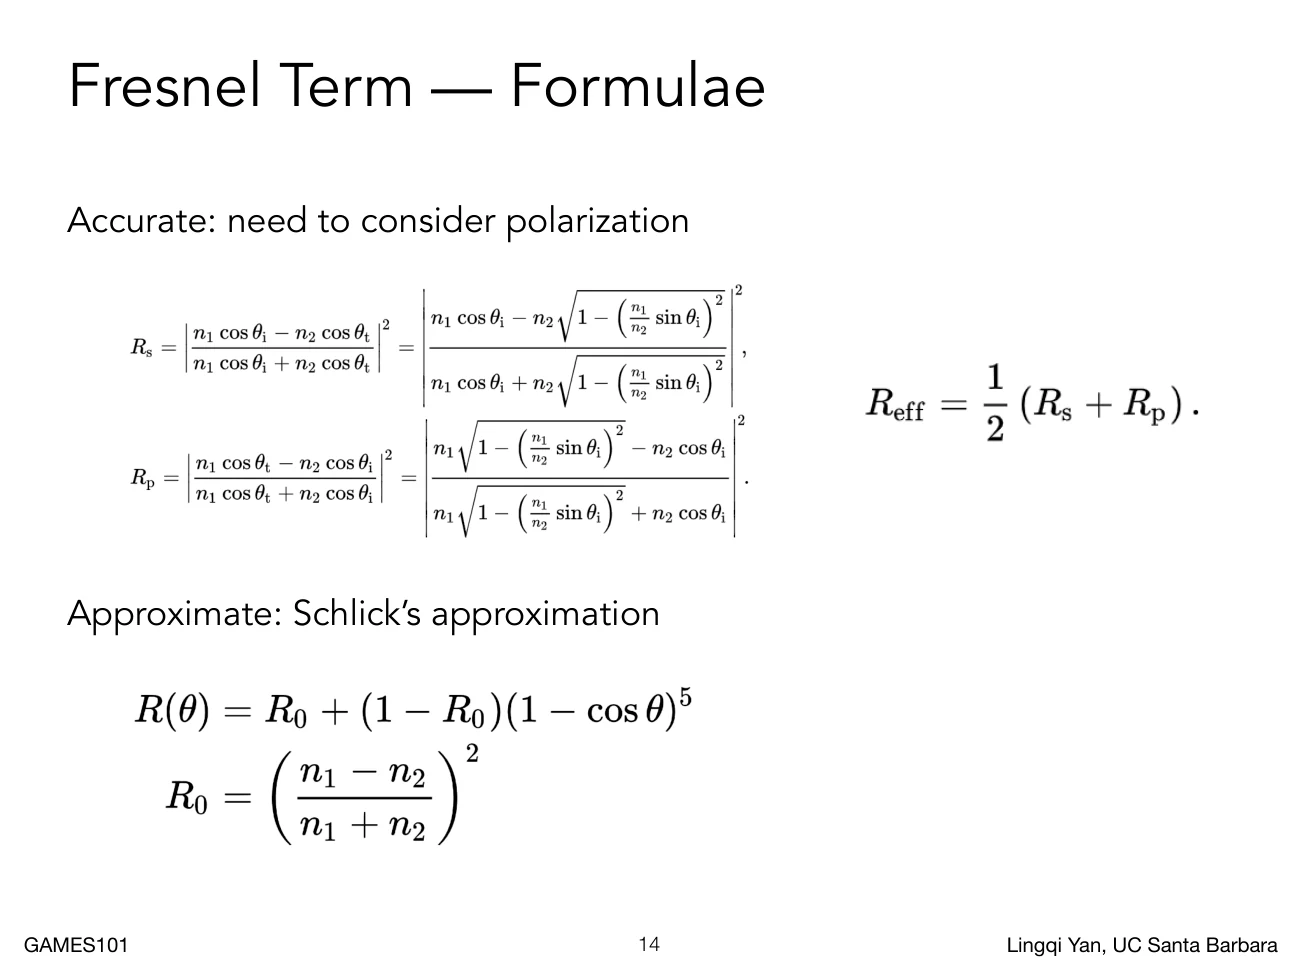 Fresnel Term — Formulae
Accurate: need to consider polarization
R_s = |(n_1 cos θ_i − n_2 cos θ_t) / (n_1 cos θ_i + n_2 cos θ_t)|^2 = |(n_1 cos θ_i − n_2 √(1 − (n_1/n_2 sin θ_i)^2)) / (n_1 cos θ_i + n_2 √(1 − (n_1/n_2 sin θ_i)^2))|^2,
R_p = |(n_1 cos θ_t − n_2 cos θ_i) / (n_1 cos θ_t + n_2 cos θ_i)|^2 = |(n_1 √(1 − (n_1/n_2 sin θ_i)^2) − n_2 cos θ_i) / (n_1 √(1 − (n_1/n_2 sin θ_i)^2) + n_2 cos θ_i)|^2.
R_eff = 1/2 (R_s + R_p).
Approximate: Schlick’s approximation
R(θ) = R_0 + (1 − R_0)(1 − cos θ)^5
R_0 = ((n_1 − n_2) / (n_1 + n_2))^2
GAMES101
14
Lingqi Yan, UC Santa Barbara